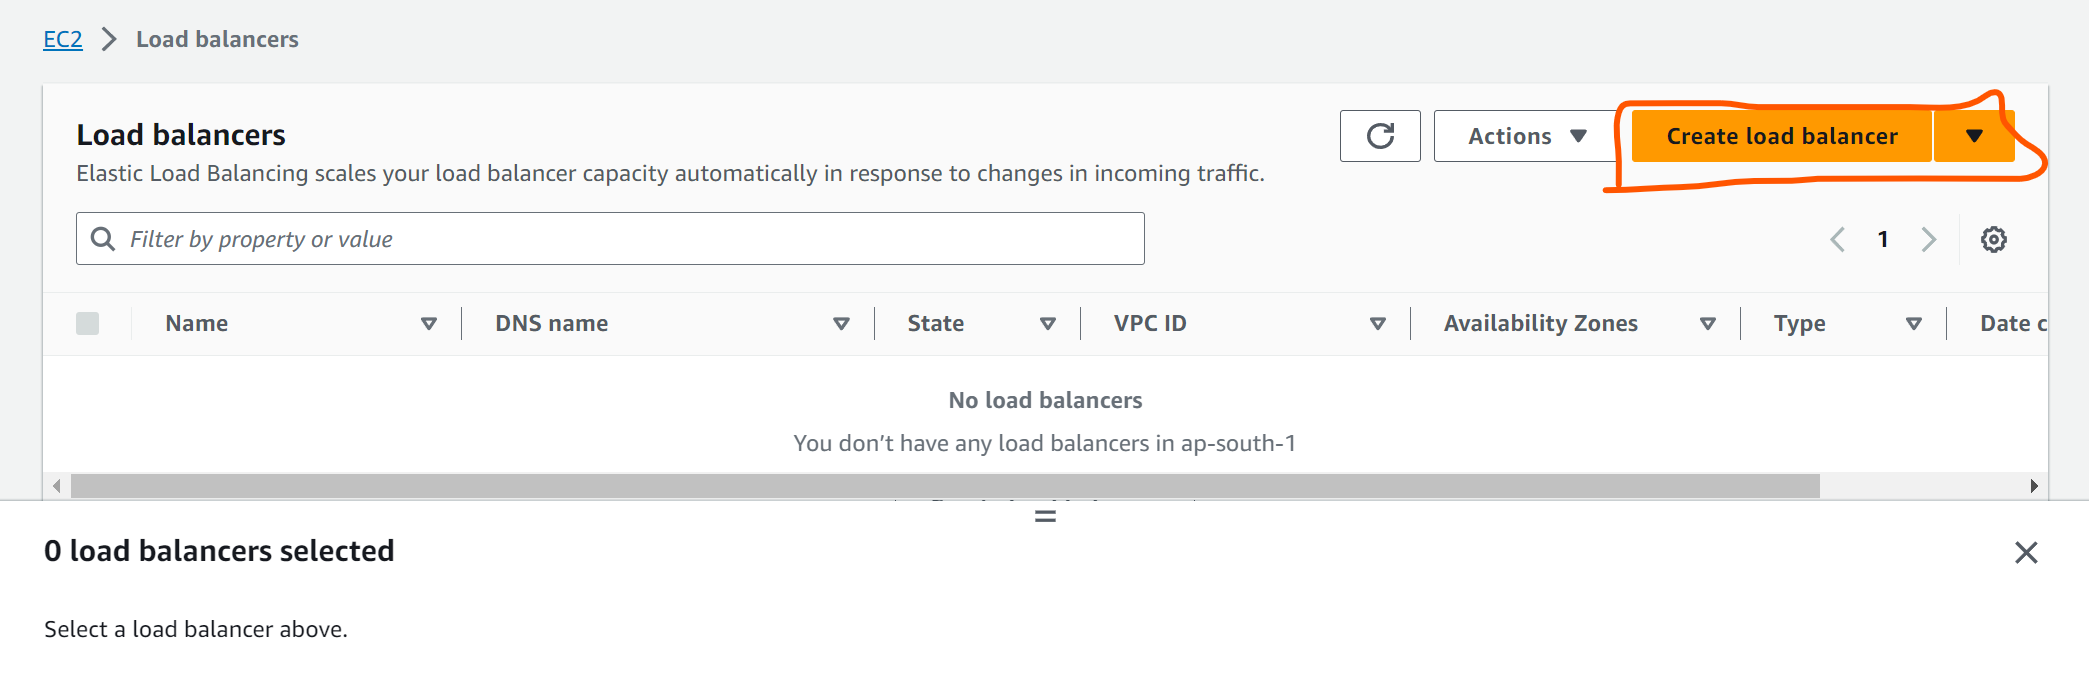 EC2 > Load balancers
Load balancers
Elastic Load Balancing scales your load balancer capacity automatically in response to changes in incoming traffic.
Actions
Create load balancer
Filter by property or value
1
Name DNS name State VPC ID Availability Zones Type Date c
No load balancers
You don't have any load balancers in ap-south-1
0 load balancers selected
Select a load balancer above.